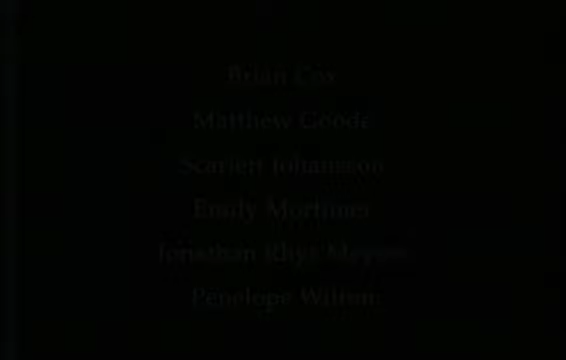 Brian Cox
Matthew Goode
Scarlett Johansson
Emily Mortimer
Jonathan Rhys Meyers
Penelope Wilton